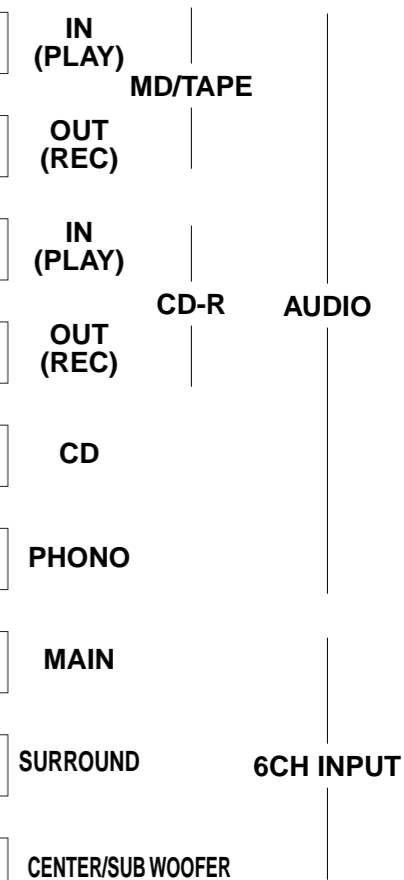 IN
(PLAY)
MD/TAPE
OUT
(REC)
IN
(PLAY)
CD-R
AUDIO
OUT
(REC)
CD
PHONO
MAIN
SURROUND
6CH INPUT
CENTER/SUB WOOFER